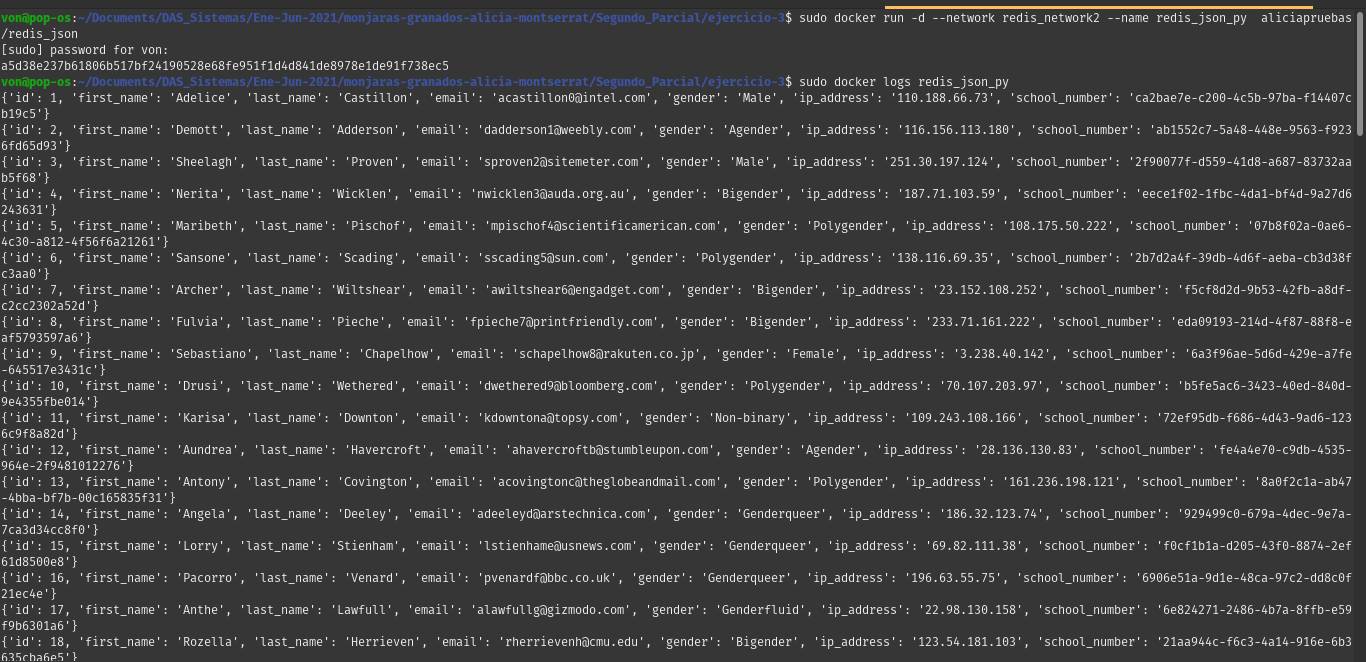 von@pop-os:~/Documents/DAS_Sistemas/Ene-Jun-2021/monjaras-granados-alicia-montserrat/Segundo_Parcial/ejercicio-3$ sudo docker run -d --network redis_network2 --name redis_json_py  aliciapruebas
/redis_json
[sudo] password for von:
a5d38e237b61806b517bf24190528e68fe951f1d4d841de8978e1de91f738ec5
von@pop-os:~/Documents/DAS_Sistemas/Ene-Jun-2021/monjaras-granados-alicia-montserrat/Segundo_Parcial/ejercicio-3$ sudo docker logs redis_json_py
{'id': 1, 'first_name': 'Adelice', 'last_name': 'Castillon', 'email': 'acastillon0@intel.com', 'gender': 'Male', 'ip_address': '110.188.66.73', 'school_number': 'ca2bae7e-c200-4c5b-97ba-f14407c
b19c5'}
{'id': 2, 'first_name': 'Demott', 'last_name': 'Adderson', 'email': 'dadderson1@weebly.com', 'gender': 'Agender', 'ip_address': '116.156.113.180', 'school_number': 'ab1552c7-5a48-448e-9563-f923
6fd65d93'}
{'id': 3, 'first_name': 'Sheelagh', 'last_name': 'Proven', 'email': 'sproven2@sitemeter.com', 'gender': 'Male', 'ip_address': '251.30.197.124', 'school_number': '2f90077f-d559-41d8-a687-83732aa
b5f68'}
{'id': 4, 'first_name': 'Nerita', 'last_name': 'Wicklen', 'email': 'nwicklen3@auda.org.au', 'gender': 'Bigender', 'ip_address': '187.71.103.59', 'school_number': 'eece1f02-1fbc-4da1-bf4d-9a27d6
243631'}
{'id': 5, 'first_name': 'Maribeth', 'last_name': 'Pischof', 'email': 'mpischof4@scientificamerican.com', 'gender': 'Polygender', 'ip_address': '108.175.50.222', 'school_number': '07b8f02a-0ae6-
4c30-a812-4f56f6a21261'}
{'id': 6, 'first_name': 'Sansone', 'last_name': 'Scading', 'email': 'sscading5@sun.com', 'gender': 'Polygender', 'ip_address': '138.116.69.35', 'school_number': '2b7d2a4f-39db-4d6f-aeba-cb3d38f
c3aa0'}
{'id': 7, 'first_name': 'Archer', 'last_name': 'Wiltshear', 'email': 'awiltshear6@engadget.com', 'gender': 'Bigender', 'ip_address': '23.152.108.252', 'school_number': 'f5cf8d2d-9b53-42fb-a8df-
c2cc2302a52d'}
{'id': 8, 'first_name': 'Fulvia', 'last_name': 'Pieche', 'email': 'fpieche7@printfriendly.com', 'gender': 'Bigender', 'ip_address': '233.71.161.222', 'school_number': 'eda09193-214d-4f87-88f8-e
af5793597a6'}
{'id': 9, 'first_name': 'Sebastiano', 'last_name': 'Chapelhow', 'email': 'schapelhow8@rakuten.co.jp', 'gender': 'Female', 'ip_address': '3.238.40.142', 'school_number': '6a3f96ae-5d6d-429e-a7fe
-645517e3431c'}
{'id': 10, 'first_name': 'Drusi', 'last_name': 'Wethered', 'email': 'dwethered9@bloomberg.com', 'gender': 'Polygender', 'ip_address': '70.107.203.97', 'school_number': 'b5fe5ac6-3423-40ed-840d-
9e4355fbe014'}
{'id': 11, 'first_name': 'Karisa', 'last_name': 'Downton', 'email': 'kdowntona@topsy.com', 'gender': 'Non-binary', 'ip_address': '109.243.108.166', 'school_number': '72ef95db-f686-4d43-9ad6-123
6c9f8a82d'}
{'id': 12, 'first_name': 'Aundrea', 'last_name': 'Havercroft', 'email': 'ahavercroftb@stumbleupon.com', 'gender': 'Agender', 'ip_address': '28.136.130.83', 'school_number': 'fe4a4e70-c9db-4535-
964e-2f9481012276'}
{'id': 13, 'first_name': 'Antony', 'last_name': 'Covington', 'email': 'acovingtonc@theglobeandmail.com', 'gender': 'Polygender', 'ip_address': '161.236.198.121', 'school_number': '8a0f2c1a-ab47
-4bba-bf7b-00c165835f31'}
{'id': 14, 'first_name': 'Angela', 'last_name': 'Deeley', 'email': 'adeeleyd@arstechnica.com', 'gender': 'Genderqueer', 'ip_address': '186.32.123.74', 'school_number': '929499c0-679a-4dec-9e7a-
7ca3d34cc8f0'}
{'id': 15, 'first_name': 'Lorry', 'last_name': 'Stienham', 'email': 'lstienhame@usnews.com', 'gender': 'Genderqueer', 'ip_address': '69.82.111.38', 'school_number': 'f0cf1b1a-d205-43f0-8874-2ef
61d8500e8'}
{'id': 16, 'first_name': 'Pacorro', 'last_name': 'Venard', 'email': 'pvenardf@bbc.co.uk', 'gender': 'Genderqueer', 'ip_address': '196.63.55.75', 'school_number': '6906e51a-9d1e-48ca-97c2-dd8c0f
21ec4e'}
{'id': 17, 'first_name': 'Anthe', 'last_name': 'Lawfull', 'email': 'alawfullg@gizmodo.com', 'gender': 'Genderfluid', 'ip_address': '22.98.130.158', 'school_number': '6e824271-2486-4b7a-8ffb-e59
f9b6301a6'}
{'id': 18, 'first_name': 'Rozella', 'last_name': 'Herrieven', 'email': 'rherrievenh@cmu.edu', 'gender': 'Bigender', 'ip_address': '123.54.181.103', 'school_number': '21aa944c-f6c3-4a14-916e-6b3
635cba6e5'}